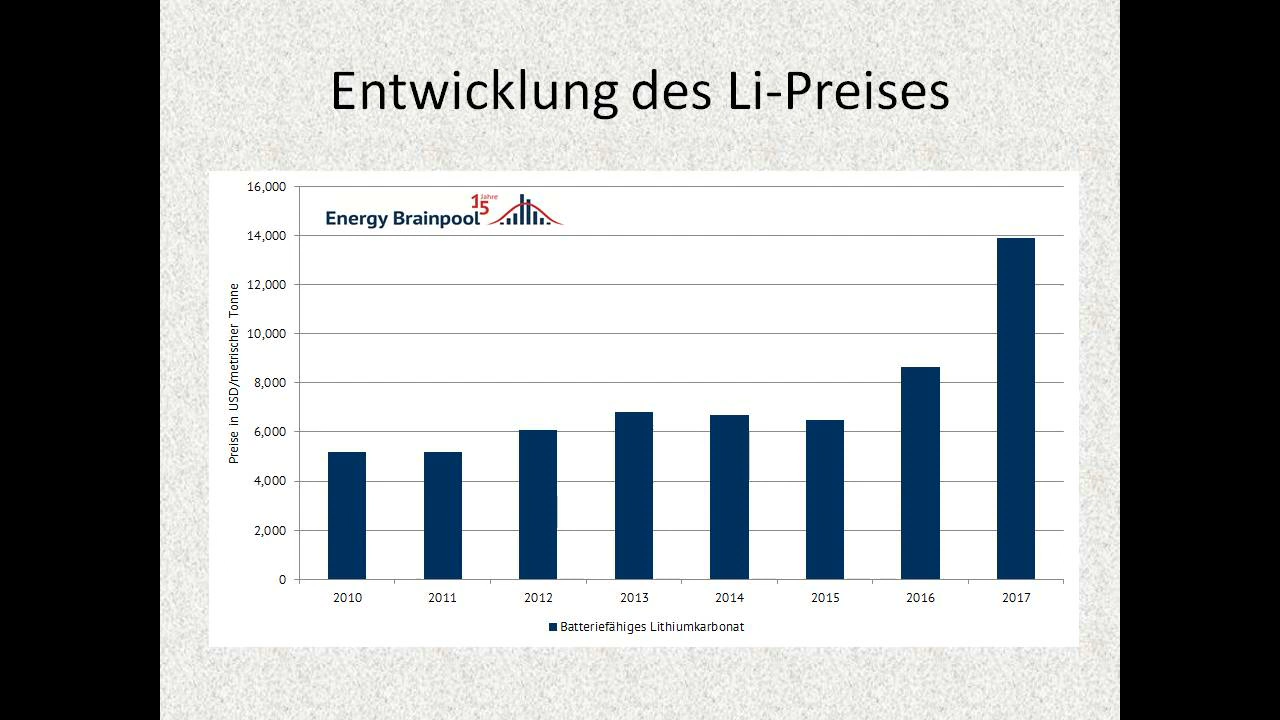 Entwicklung des Li-Preises
16,000
14,000
12,000
10,000
8,000
6,000
4,000
2,000
0
Preise in USD/metrischer Tonne
Energy Brainpool
15 Jahre
2010 2011 2012 2013 2014 2015 2016 2017
Batteriefähiges Lithiumkarbonat